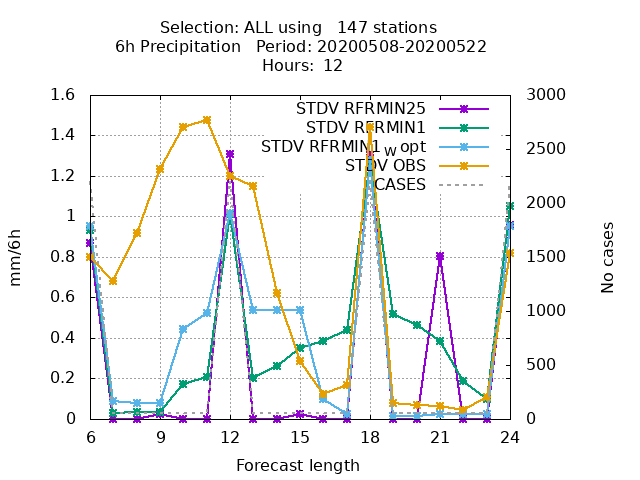 Selection: ALL using 147 stations
6h Precipitation Period: 20200508-20200522
Hours: 12
STDV RFRMIN25
STDV RFRMIN1
STDV RFRMIN1_W opt
STDV OBS
CASES
mm/6h
No cases
1.6
1.4
1.2
1
0.8
0.6
0.4
0.2
0
3000
2500
2000
1500
1000
500
0
6 9 12 15 18 21 24
Forecast length